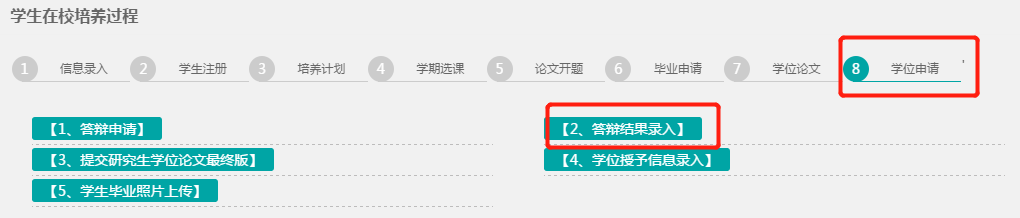 学生在校培养过程
1 信息录入 2 学生注册 3 培养计划 4 学期选课 5 论文开题 6 毕业申请 7 学位论文 8 学位申请
【1、答辩申请】 【2、答辩结果录入】
【3、提交研究生学位论文最终版】 【4、学位授予信息录入】
【5、学生毕业照片上传】